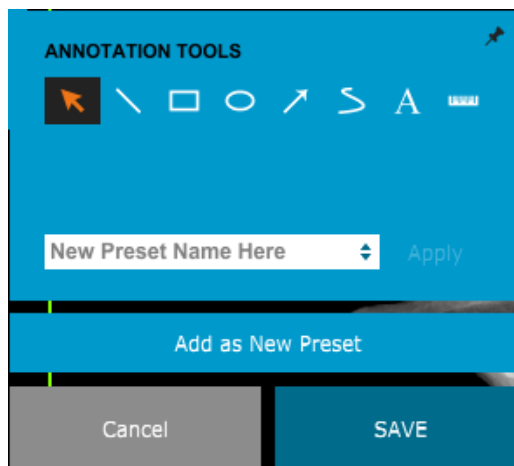 ANNOTATION TOOLS
A
New Preset Name Here
Apply
Add as New Preset
Cancel
SAVE